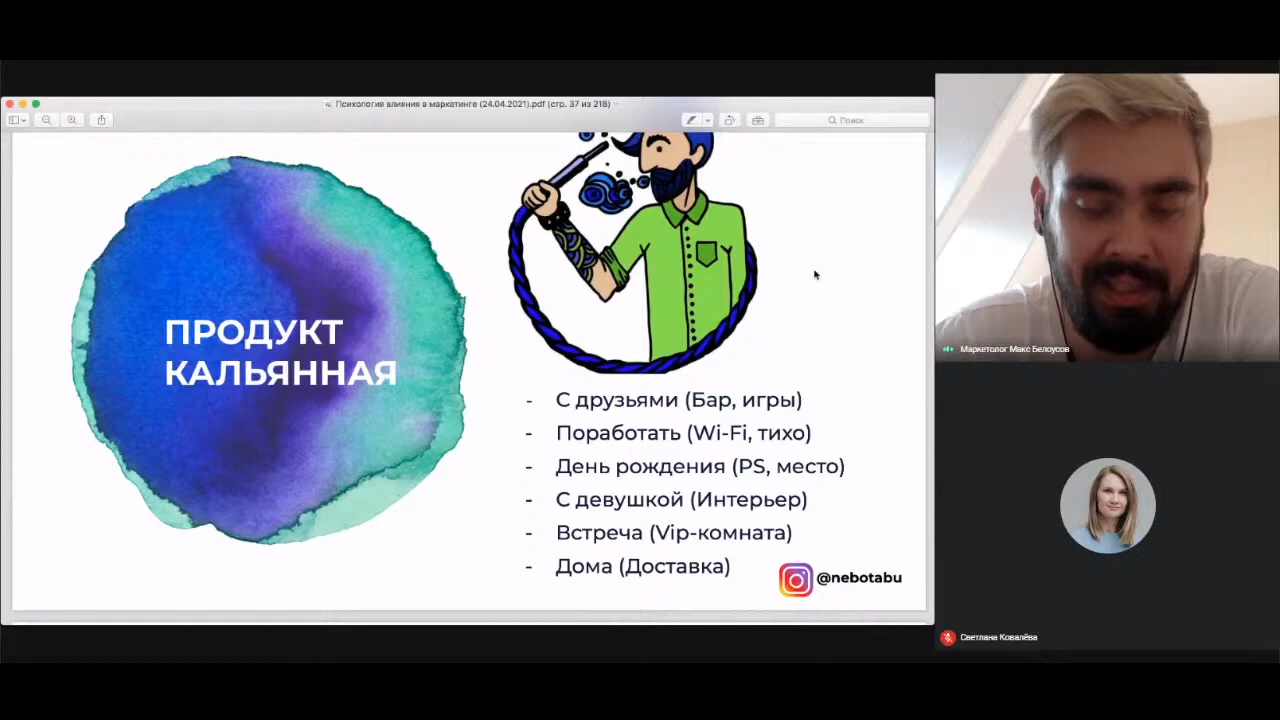 Психология влияния в маркетинге (24.04.2021).pdf (стр. 37 из 218)
Поиск
ПРОДУКТ
КАЛЬЯННАЯ
- С друзьями (Бар, игры)
- Поработать (Wi-Fi, тихо)
- День рождения (PS, место)
- С девушкой (Интерьер)
- Встреча (Vip-комната)
- Дома (Доставка)
@nebotabu
Маркетолог Макс Белоусов
Светлана Ковалёва